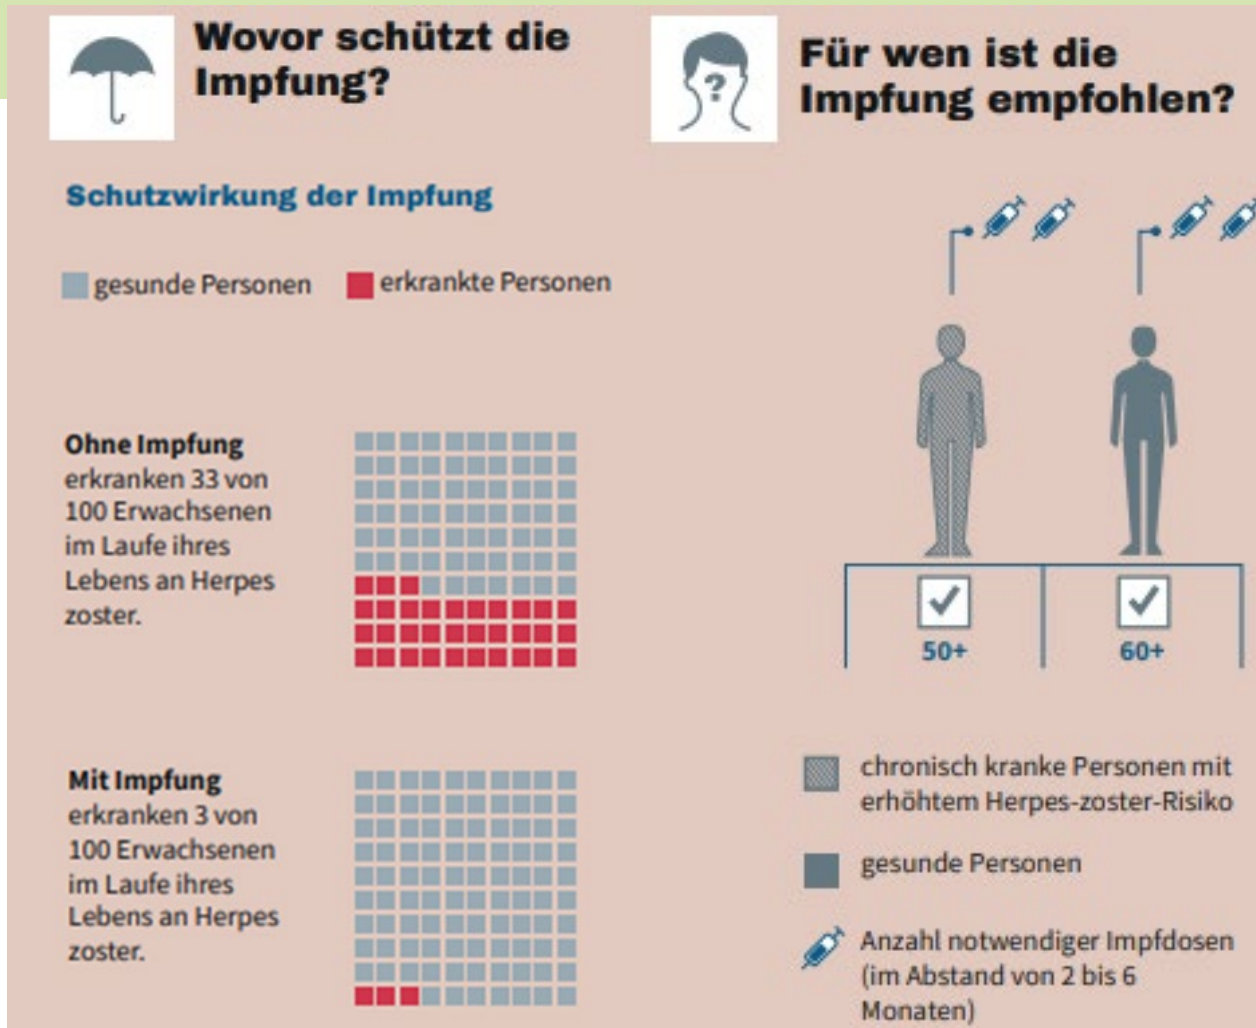 Wovor schützt die
Impfung?
Schutzwirkung der Impfung
gesunde Personen
erkrankte Personen
Ohne Impfung
erkranken 33 von
100 Erwachsenen
im Laufe ihres
Lebens an Herpes
zoster.
Mit Impfung
erkranken 3 von
100 Erwachsenen
im Laufe ihres
Lebens an Herpes
zoster.
Für wen ist die
Impfung empfohlen?
?
50+
60+
chronisch kranke Personen mit
erhöhtem Herpes-zoster-Risiko
gesunde Personen
Anzahl notwendiger Impfdosen
(im Abstand von 2 bis 6
Monaten)